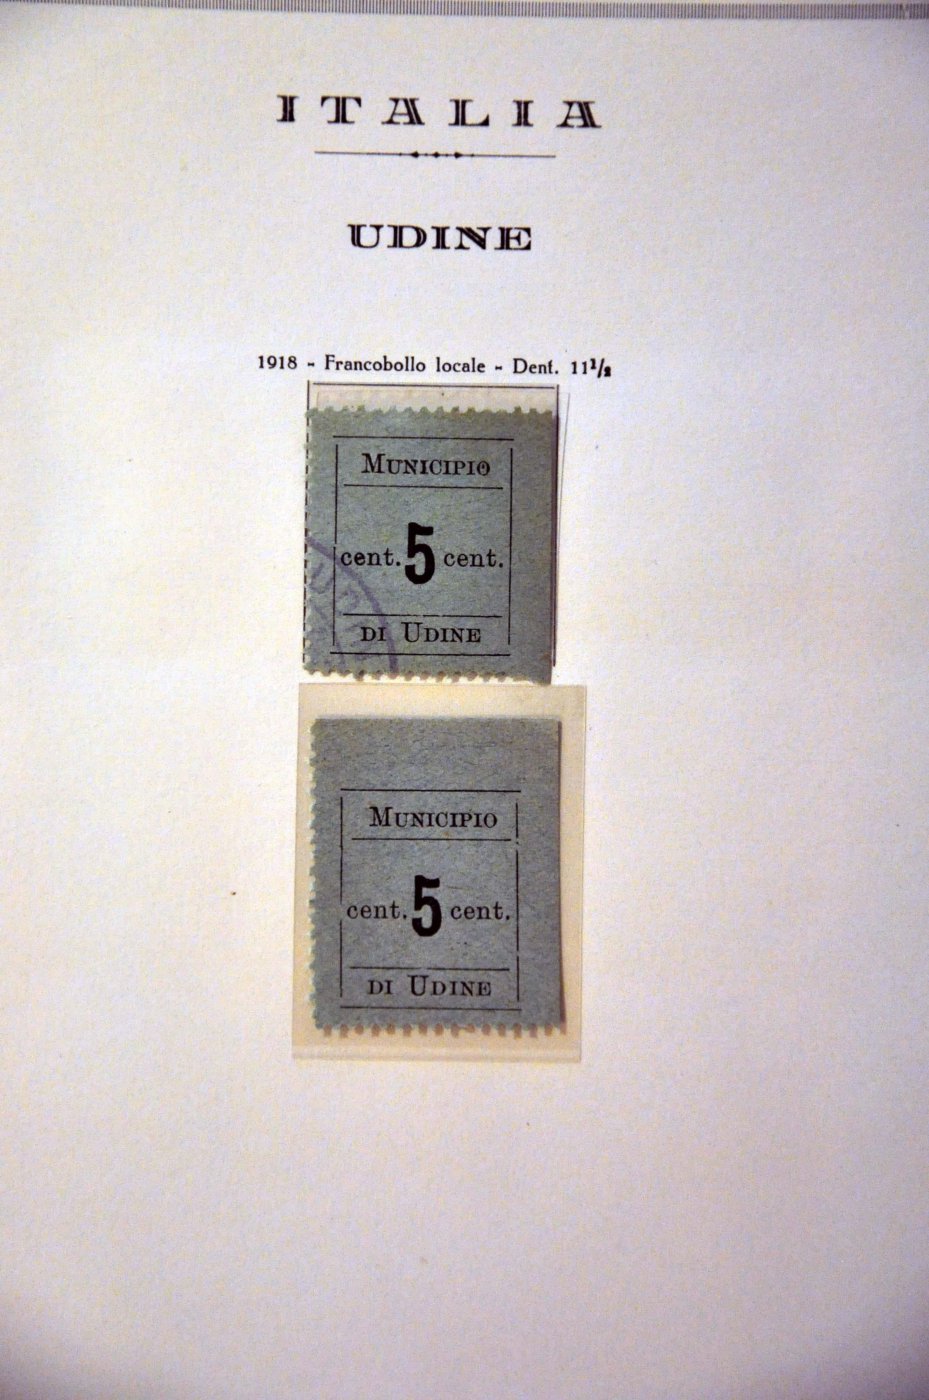 ITALIA
UDINE
1918 - Francobollo locale - Dent. 11½
MUNICIPIO
cent. 5 cent.
DI UDINE
MUNICIPIO
cent. 5 cent.
DI UDINE